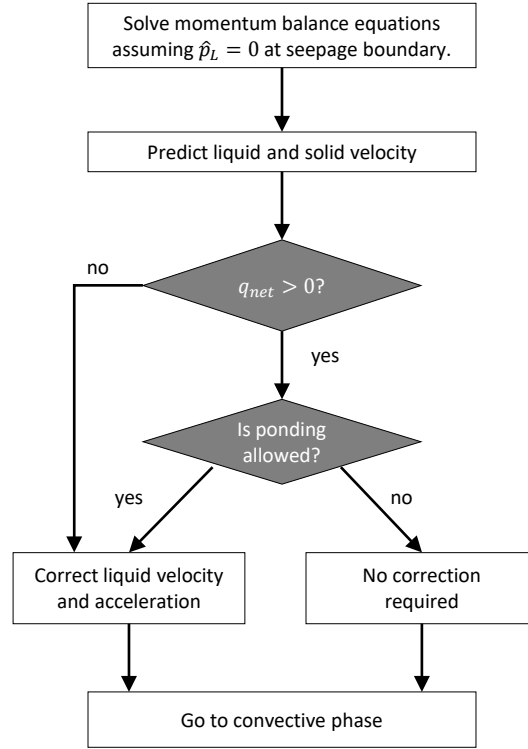 Solve momentum balance equations
assuming p̂_L = 0 at seepage boundary.
Predict liquid and solid velocity
no
q_net > 0?
yes
Is ponding
allowed?
yes
no
Correct liquid velocity
and acceleration
No correction
required
Go to convective phase